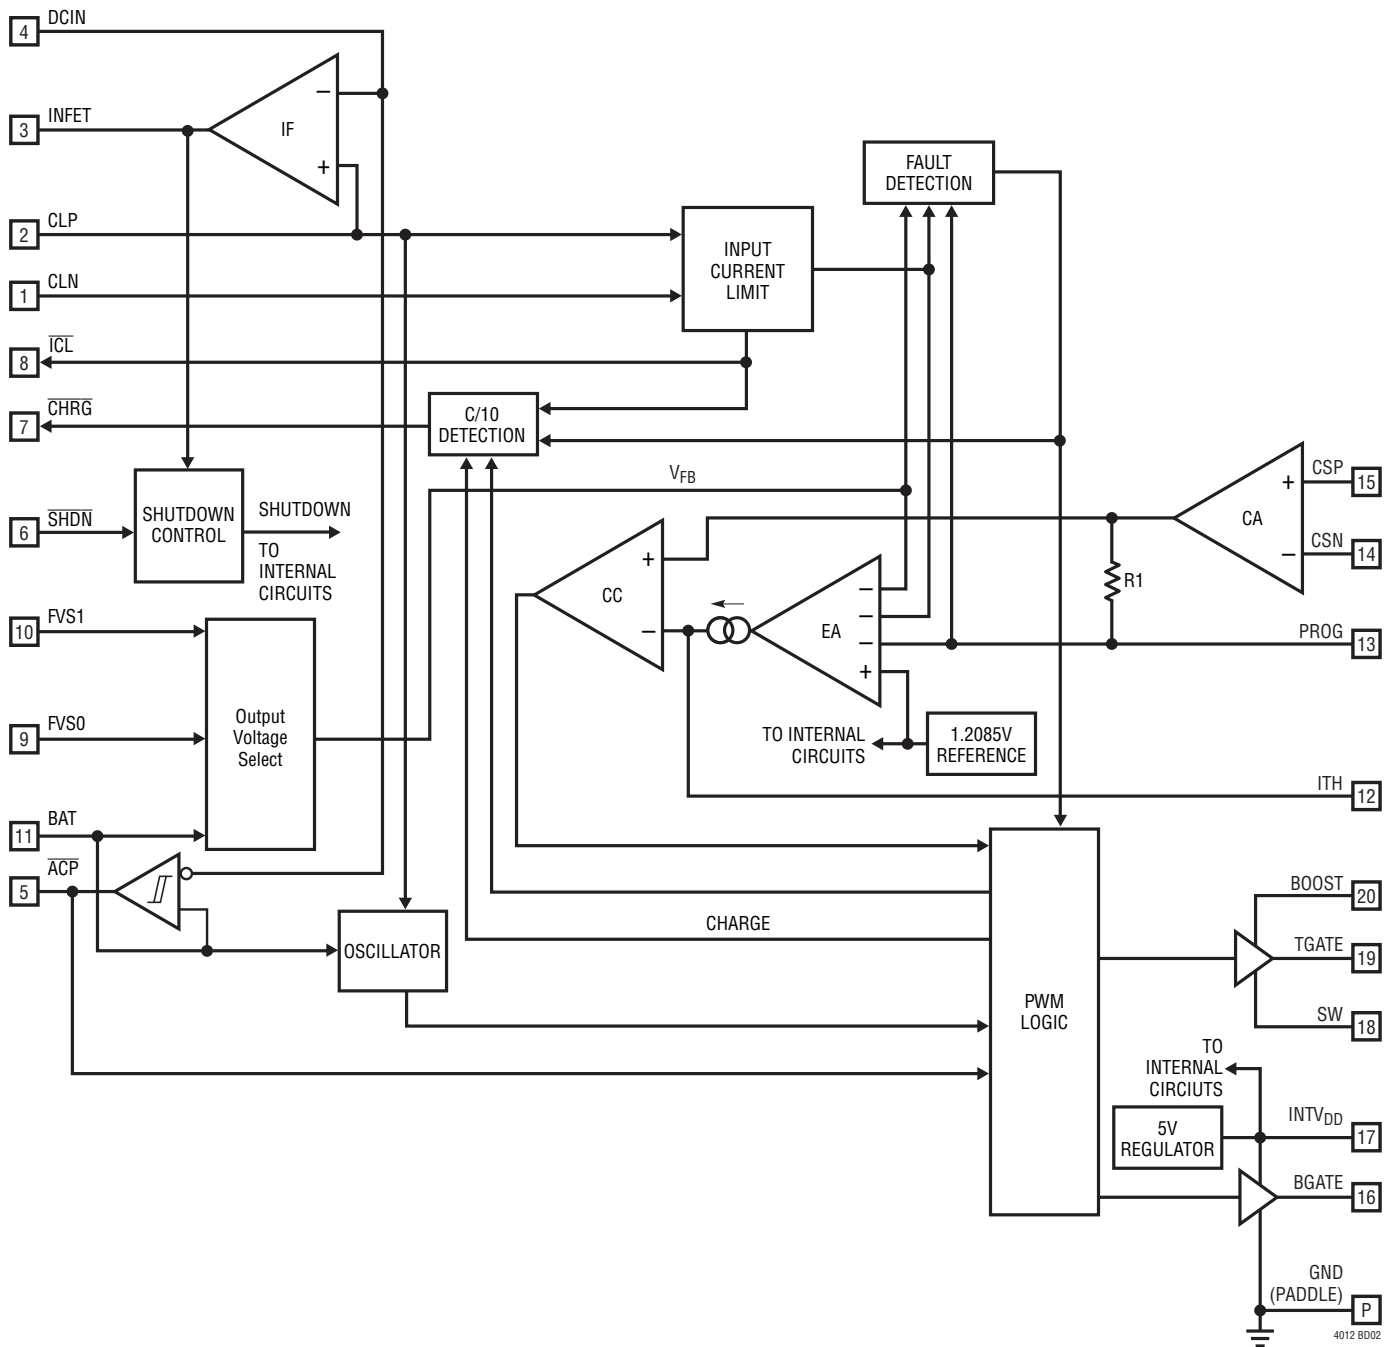 4 DCIN
3 INFET
IF
−
+
2 CLP
1 CLN
8 ICL
7 CHRG
6 SHDN
10 FVS1
9 FVS0
11 BAT
5 ACP
INPUT
CURRENT
LIMIT
FAULT
DETECTION
C/10
DETECTION
SHUTDOWN
CONTROL
SHUTDOWN
TO
INTERNAL
CIRCUITS
VFB
CC
+
−
EA
−
−
−
+
CA
+
−
R1
CSP 15
CSN 14
PROG 13
Output
Voltage
Select
TO INTERNAL
CIRCUITS
1.2085V
REFERENCE
ITH 12
OSCILLATOR
CHARGE
PWM
LOGIC
BOOST 20
TGATE 19
SW 18
TO
INTERNAL
CIRCIUTS
5V
REGULATOR
INTVDD 17
BGATE 16
GND
(PADDLE) P
4012 BD02